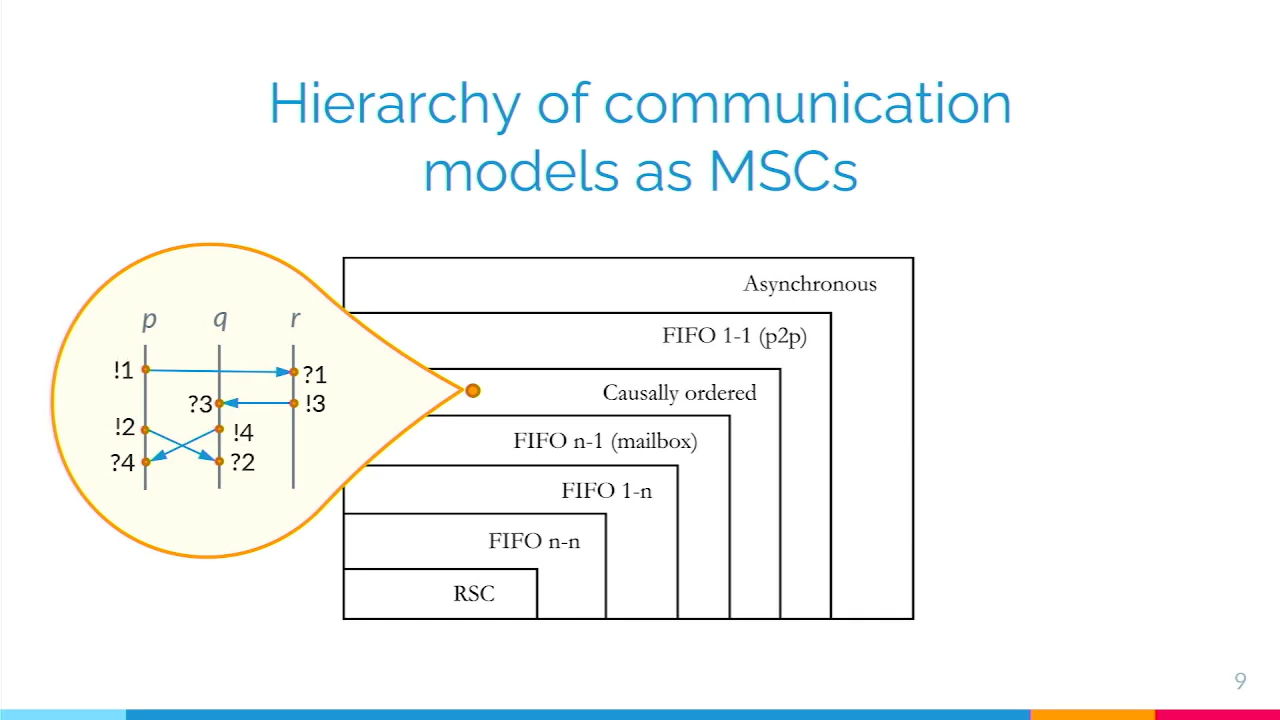 Hierarchy of communication
models as MSCs
p q r
!1 ?1
?3 !3
!2 !4
?4 ?2
Asynchronous
FIFO 1-1 (p2p)
Causally ordered
FIFO n-1 (mailbox)
FIFO 1-n
FIFO n-n
RSC
9